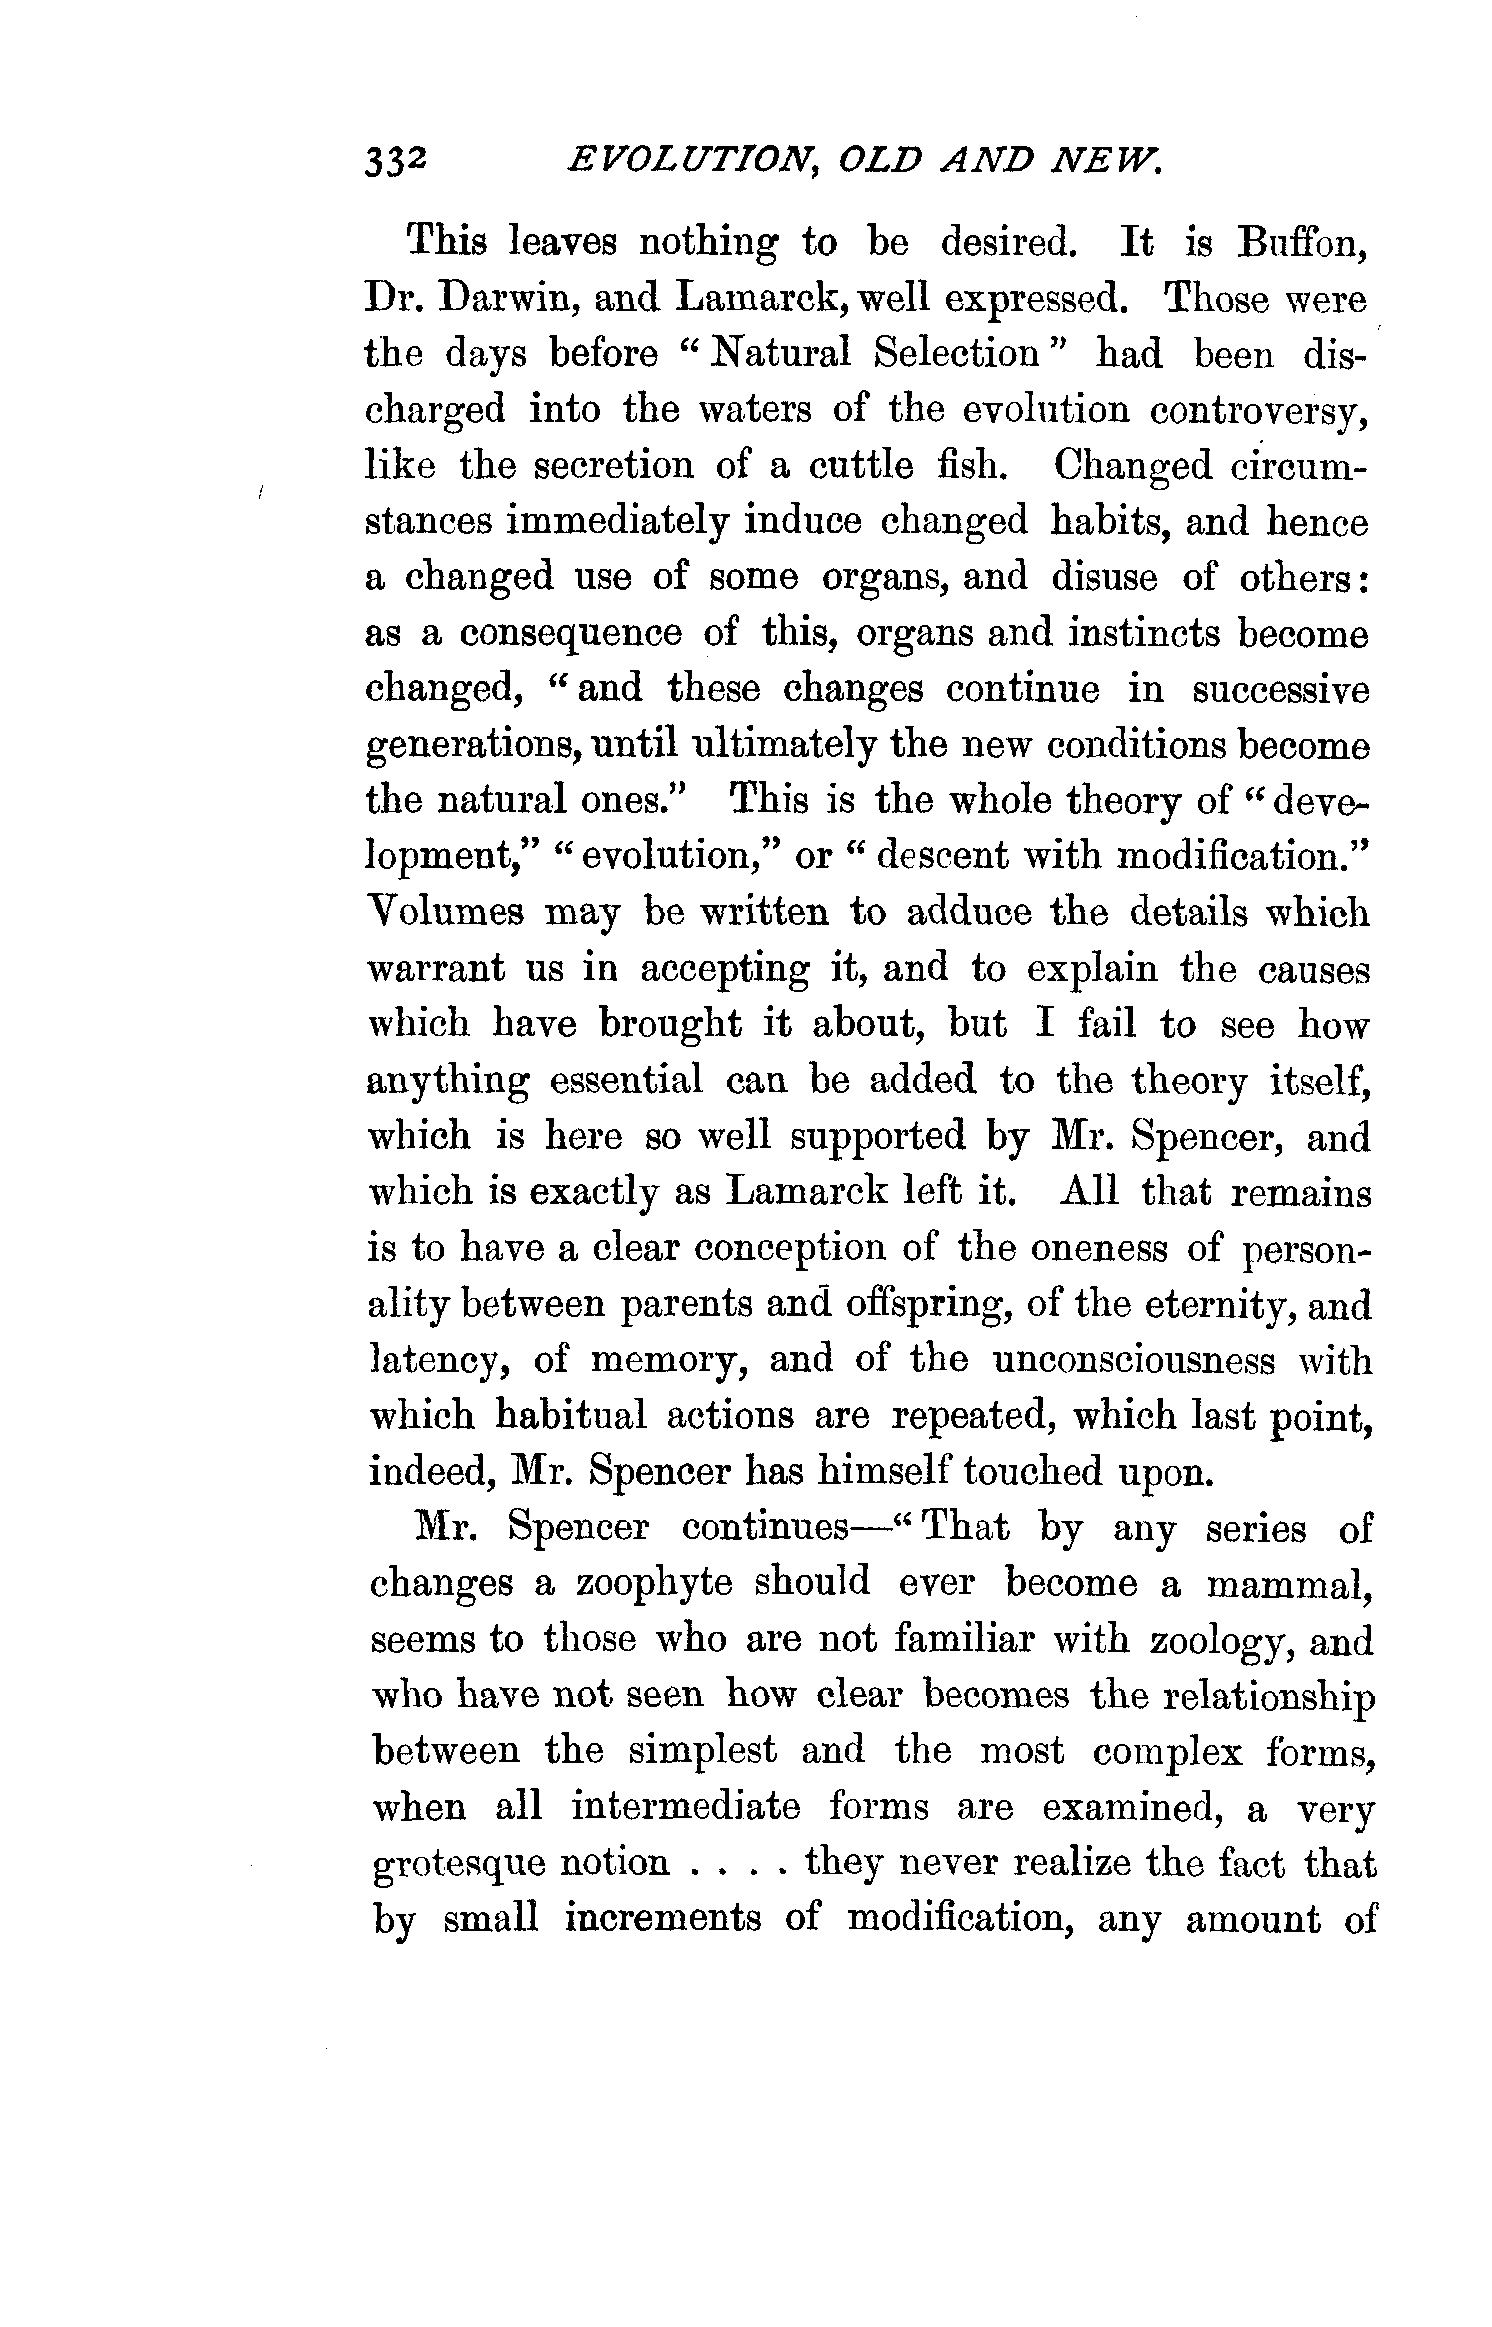 332 EVOLUTION, OLD AND NEW.
This leaves nothing to be desired. It is Buffon,
Dr. Darwin, and Lamarck, well expressed. Those were
the days before “ Natural Selection ” had been dis-
charged into the waters of the evolution controversy,
like the secretion of a cuttle fish. Changed circum-
stances immediately induce changed habits, and hence
a changed use of some organs, and disuse of others:
as a consequence of this, organs and instincts become
changed, “ and these changes continue in successive
generations, until ultimately the new conditions become
the natural ones.” This is the whole theory of “ deve-
lopment,” “ evolution,” or “ descent with modification.”
Volumes may be written to adduce the details which
warrant us in accepting it, and to explain the causes
which have brought it about, but I fail to see how
anything essential can be added to the theory itself,
which is here so well supported by Mr. Spencer, and
which is exactly as Lamarck left it. All that remains
is to have a clear conception of the oneness of person-
ality between parents and offspring, of the eternity, and
latency, of memory, and of the unconsciousness with
which habitual actions are repeated, which last point,
indeed, Mr. Spencer has himself touched upon.
Mr. Spencer continues—“ That by any series of
changes a zoophyte should ever become a mammal,
seems to those who are not familiar with zoology, and
who have not seen how clear becomes the relationship
between the simplest and the most complex forms,
when all intermediate forms are examined, a very
grotesque notion . . . . they never realize the fact that
by small increments of modification, any amount of